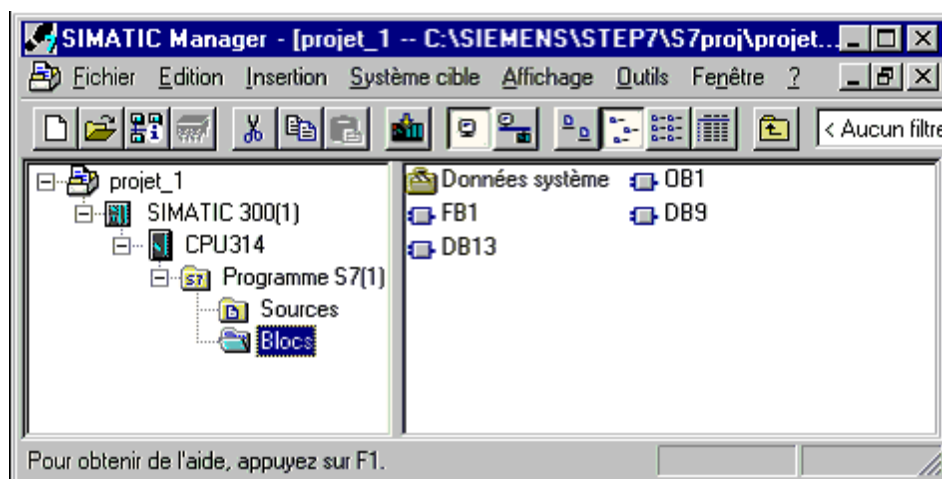 SIMATIC Manager - [projet_1 -- C:\SIEMENS\STEP7\S7proj\projet...
Fichier Edition Insertion Système cible Affichage Outils Fenêtre ?
< Aucun filtre
projet_1
SIMATIC 300(1)
CPU314
Programme S7(1)
Sources
Blocs
Données système OB1
FB1 DB9
DB13
Pour obtenir de l'aide, appuyez sur F1.